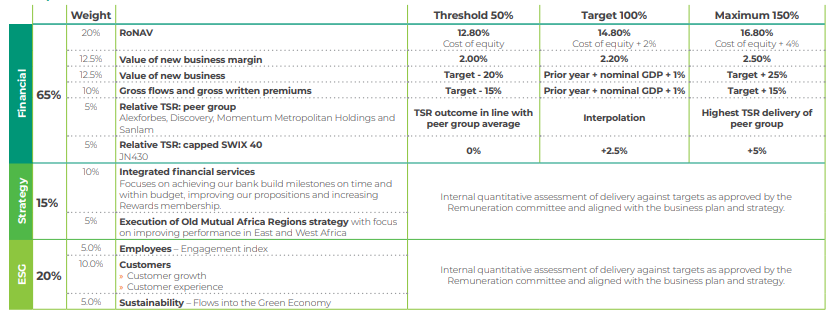 Weight Threshold 50% Target 100% Maximum 150%
Financial
65%
20% RoNAV 12.80% 14.80% 16.80%
Cost of equity Cost of equity + 2% Cost of equity + 4%
12.5% Value of new business margin 2.00% 2.20% 2.50%
12.5% Value of new business Target - 20% Prior year + nominal GDP + 1% Target + 25%
10% Gross flows and gross written premiums Target - 15% Prior year + nominal GDP + 1% Target + 15%
5% Relative TSR: peer group
Alexforbes, Discovery, Momentum Metropolitan Holdings and
Sanlam
TSR outcome in line with
peer group average
Interpolation
Highest TSR delivery of
peer group
5% Relative TSR: capped SWIX 40
JN430
0% +2.5% +5%
Strategy
15%
10% Integrated financial services
Focuses on achieving our bank build milestones on time and
within budget, improving our propositions and increasing
Rewards membership.
5% Execution of Old Mutual Africa Regions strategy with focus
on improving performance in East and West Africa
Internal quantitative assessment of delivery against targets as approved by the
Remuneration committee and aligned with the business plan and strategy.
ESG
20%
5.0% Employees – Engagement index
10.0% Customers
» Customer growth
» Customer experience
5.0% Sustainability – Flows into the Green Economy
Internal quantitative assessment of delivery against targets as approved by the
Remuneration committee and aligned with the business plan and strategy.